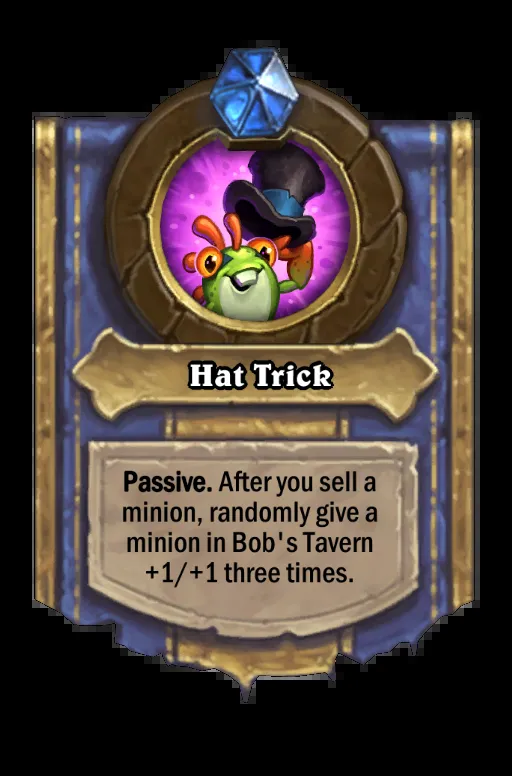 Hat Trick
Passive. After you sell a
minion, randomly give a
minion in Bob's Tavern
+1/+1 three times.